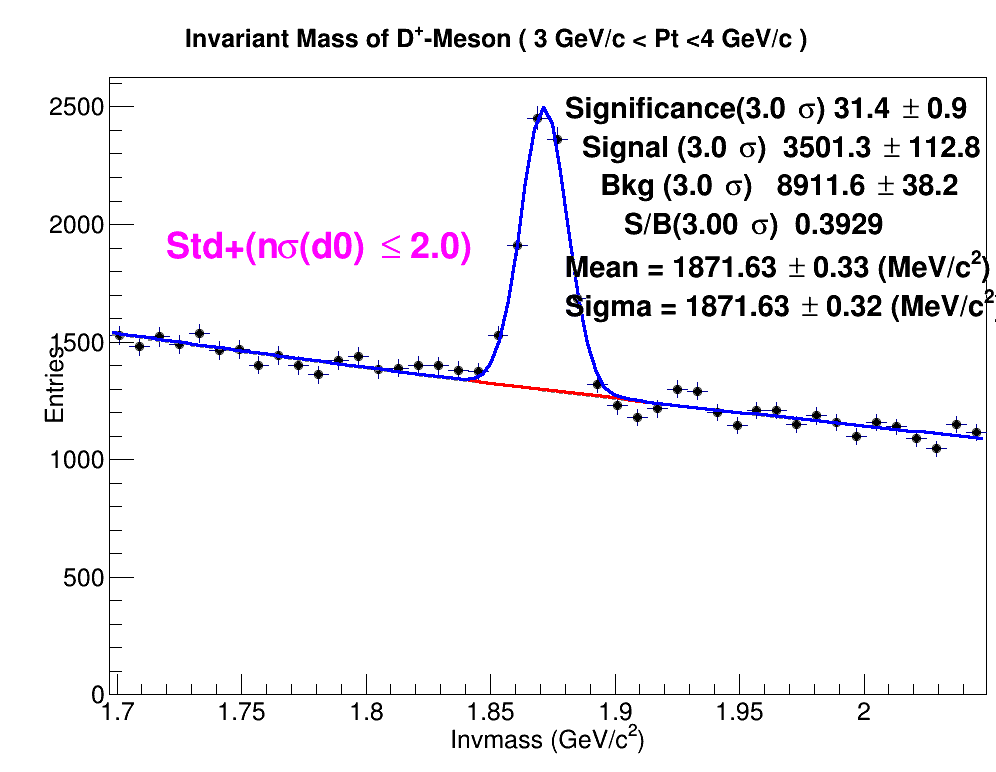 Invariant Mass of D+-Meson ( 3 GeV/c < Pt <4 GeV/c )
Significance(3.0 σ) 31.4 ± 0.9
Signal (3.0 σ) 3501.3 ± 112.8
Bkg (3.0 σ) 8911.6 ± 38.2
S/B(3.00 σ) 0.3929
Mean = 1871.63 ± 0.33 (MeV/c2)
Sigma = 1871.63 ± 0.32 (MeV/c2)
Std+(nσ(d0) ≤ 2.0)
Entries
2500
2000
1500
1000
500
0
1.7 1.75 1.8 1.85 1.9 1.95 2
Invmass (GeV/c2)